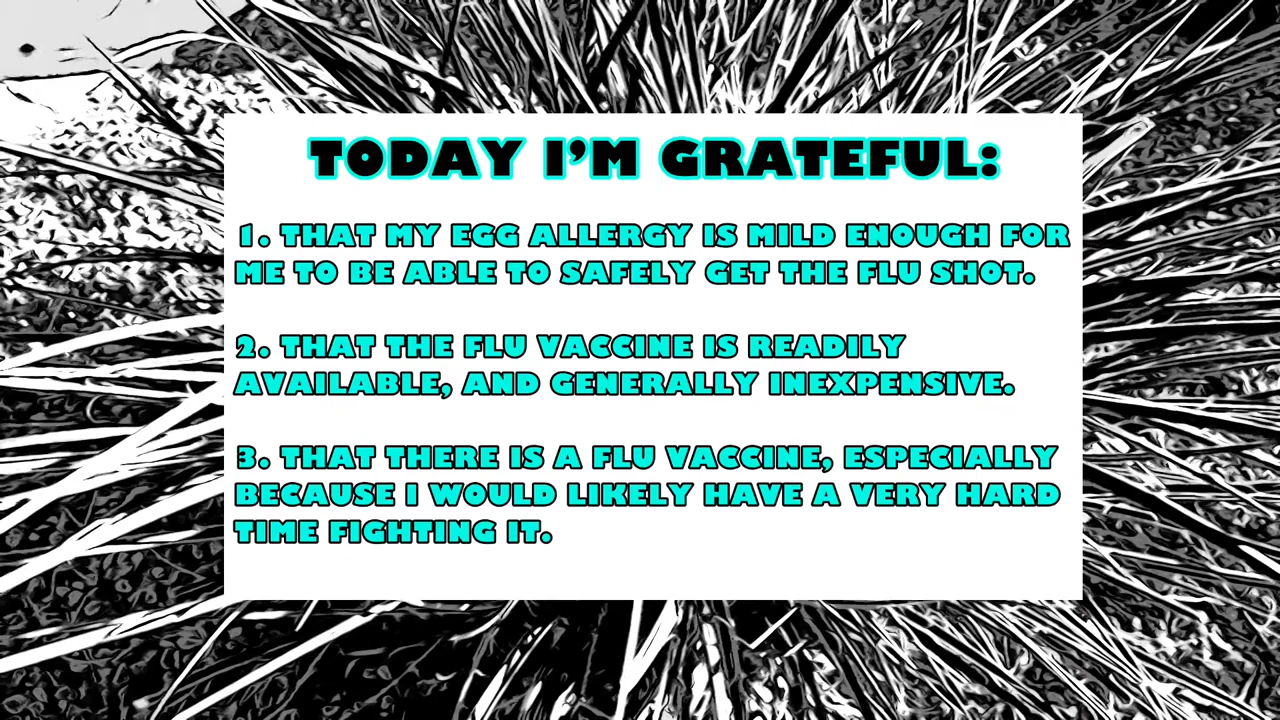 TODAY I'M GRATEFUL:
1. THAT MY EGG ALLERGY IS MILD ENOUGH FOR
ME TO BE ABLE TO SAFELY GET THE FLU SHOT.
2. THAT THE FLU VACCINE IS READILY
AVAILABLE, AND GENERALLY INEXPENSIVE.
3. THAT THERE IS A FLU VACCINE, ESPECIALLY
BECAUSE I WOULD LIKELY HAVE A VERY HARD
TIME FIGHTING IT.